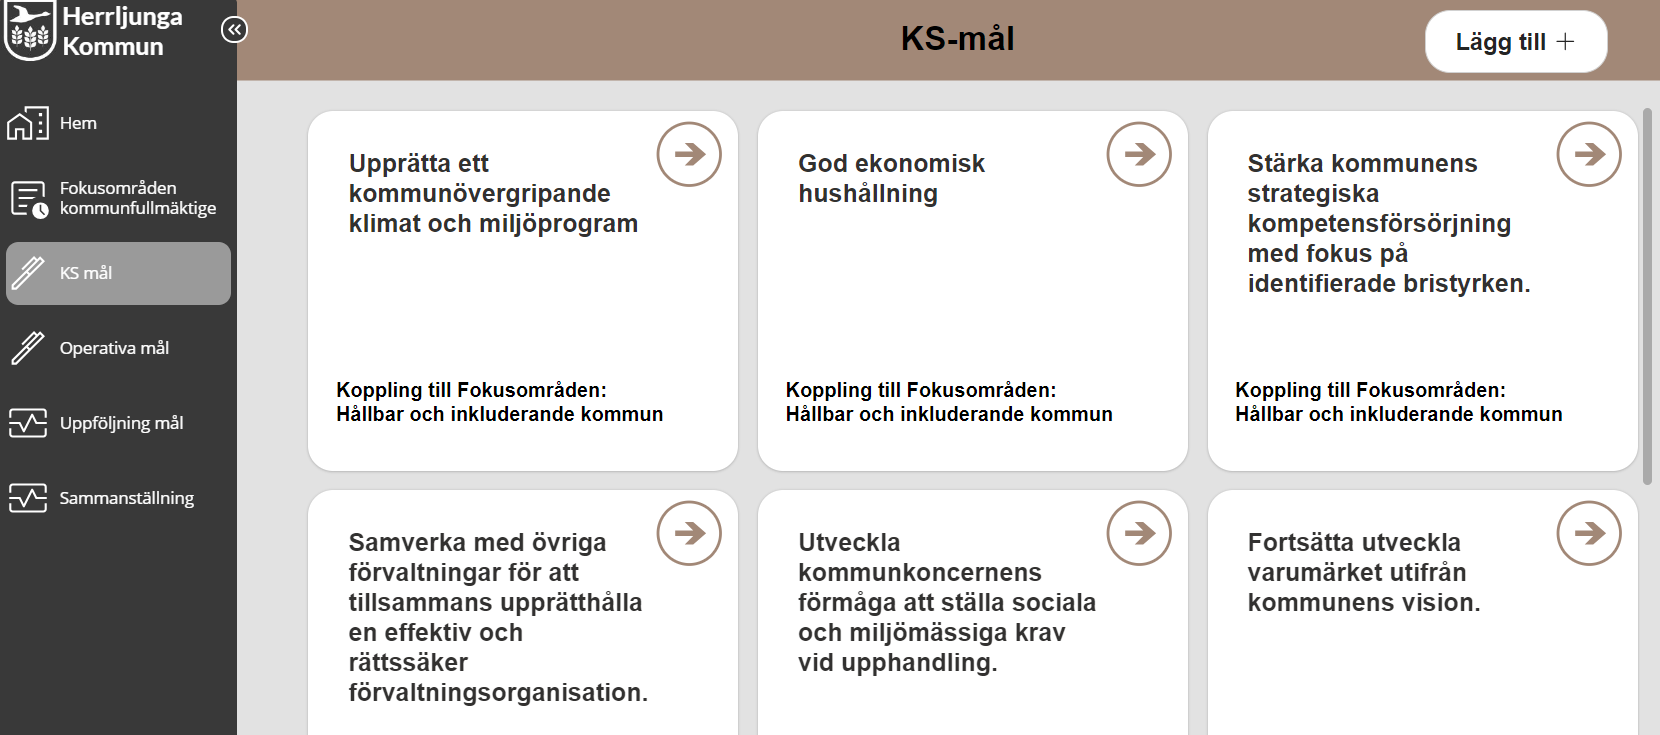 Herrljunga
Kommun
Hem
Fokusområden
kommunfullmäktige
KS mål
Operativa mål
Uppföljning mål
Sammanställning
KS-mål
Lägg till +
Upprätta ett
kommunövergripande
klimat och miljöprogram
Koppling till Fokusområden:
Hållbar och inkluderande kommun
God ekonomisk
hushållning
Koppling till Fokusområden:
Hållbar och inkluderande kommun
Stärka kommunens
strategiska
kompetensförsörjning
med fokus på
identifierade bristyrken.
Koppling till Fokusområden:
Hållbar och inkluderande kommun
Samverka med övriga
förvaltningar för att
tillsammans upprätthålla
en effektiv och
rättssäker
förvaltningsorganisation.
Utveckla
kommunkoncernens
förmåga att ställa sociala
och miljömässiga krav
vid upphandling.
Fortsätta utveckla
varumärket utifrån
kommunens vision.